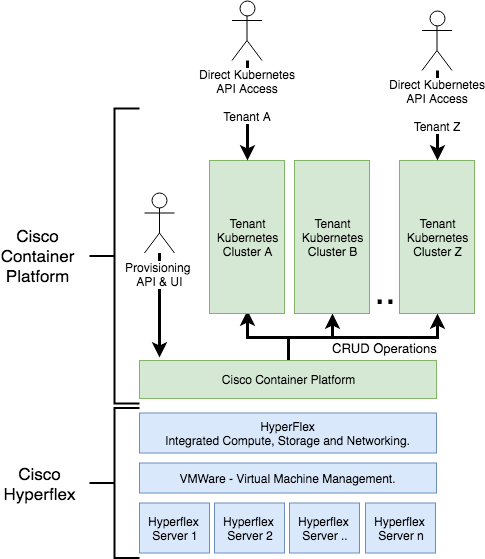 Direct Kubernetes
API Access
Direct Kubernetes
API Access
Tenant A
Tenant Z
Cisco
Container
Platform
Provisioning
API & UI
Tenant
Kubernetes
Cluster A
Tenant
Kubernetes
Cluster B
..
Tenant
Kubernetes
Cluster Z
CRUD Operations
Cisco Container Platform
Cisco
Hyperflex
HyperFlex
Integrated Compute, Storage and Networking.
VMWare - Virtual Machine Management.
Hyperflex
Server 1
Hyperflex
Server 2
Hyperflex
Server ..
Hyperflex
Server n